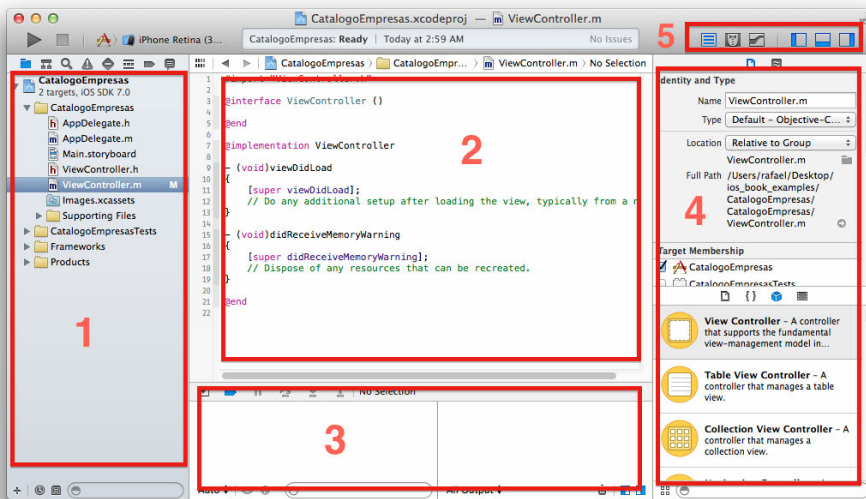 CatalogoEmpresas.xcodeproj — ViewController.m
iPhone Retina (3...
CatalogoEmpresas: Ready | Today at 2:59 AM
No Issues
5
CatalogoEmpresas
2 targets, iOS SDK 7.0
CatalogoEmpresas
AppDelegate.h
AppDelegate.m
Main.storyboard
ViewController.h
ViewController.m M
Images.xcassets
Supporting Files
CatalogoEmpresasTests
Frameworks
Products
1
CatalogoEmpresas CatalogoEmpr... ViewController.m No Selection
1 #import "ViewController.h"
2
3 @interface ViewController ()
4
5 @end
6
7 @implementation ViewController
8
9 - (void)viewDidLoad
10 {
11 [super viewDidLoad];
12 // Do any additional setup after loading the view, typically from a n
13 }
14
15 - (void)didReceiveMemoryWarning
16 {
17 [super didReceiveMemoryWarning];
18 // Dispose of any resources that can be recreated.
19 }
20
21 @end
22
2
No Selection
3
Auto
All Output
Identity and Type
Name ViewController.m
Type Default - Objective-C...
Location Relative to Group
ViewController.m
Full Path /Users/rafael/Desktop/
ios_book_examples/
CatalogoEmpresas/
CatalogoEmpresas/
ViewController.m
4
Target Membership
CatalogoEmpresas
CatalogoEmpresasTests
{}
View Controller - A controller
that supports the fundamental
view-management model in...
Table View Controller - A
controller that manages a table
view.
Collection View Controller - A
controller that manages a
collection view.